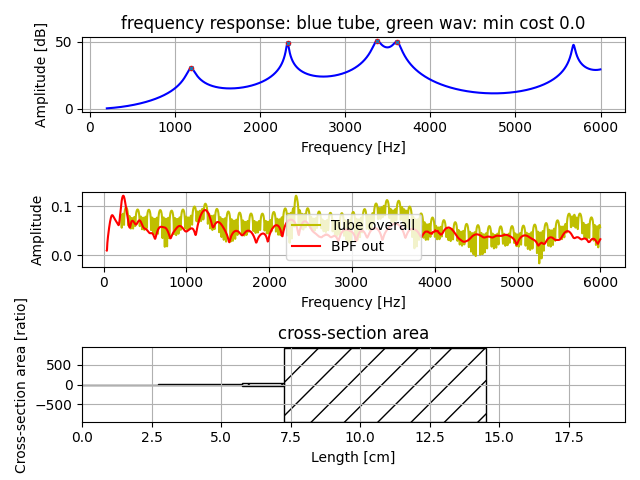 frequency response: blue tube, green wav: min cost 0.0
Amplitude [dB]
50
0
0 1000 2000 3000 4000 5000 6000
Frequency [Hz]
Amplitude
0.1
0.0
Tube overall
BPF out
0 1000 2000 3000 4000 5000 6000
Frequency [Hz]
cross-section area
Cross-section area [ratio]
500
0
−500
0.0 2.5 5.0 7.5 10.0 12.5 15.0 17.5
Length [cm]